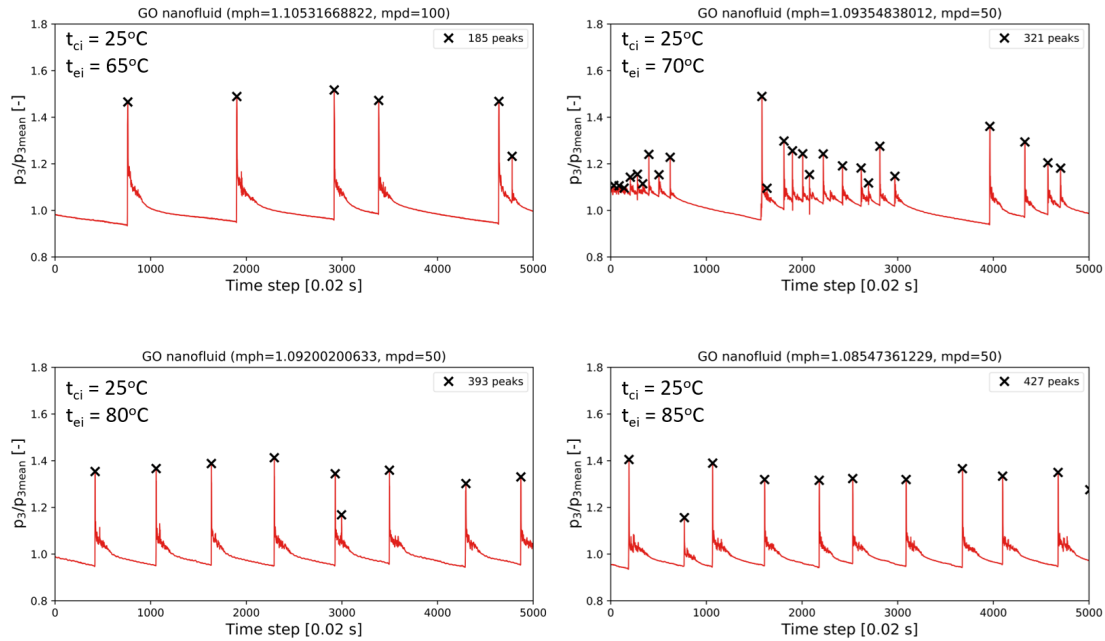 GO nanofluid (mph=1.10531668822, mpd=100)
t_ci = 25°C
t_ei = 65°C
× 185 peaks
p₃/p₃mean [-]
1.8
1.6
1.4
1.2
1.0
0.8
0 1000 2000 3000 4000 5000
Time step [0.02 s]
GO nanofluid (mph=1.09354838012, mpd=50)
t_ci = 25°C
t_ei = 70°C
× 321 peaks
p₃/p₃mean [-]
1.8
1.6
1.4
1.2
1.0
0.8
0 1000 2000 3000 4000 5000
Time step [0.02 s]
GO nanofluid (mph=1.09200200633, mpd=50)
t_ci = 25°C
t_ei = 80°C
× 393 peaks
p₃/p₃mean [-]
1.8
1.6
1.4
1.2
1.0
0.8
0 1000 2000 3000 4000 5000
Time step [0.02 s]
GO nanofluid (mph=1.08547361229, mpd=50)
t_ci = 25°C
t_ei = 85°C
× 427 peaks
p₃/p₃mean [-]
1.8
1.6
1.4
1.2
1.0
0.8
0 1000 2000 3000 4000 5000
Time step [0.02 s]